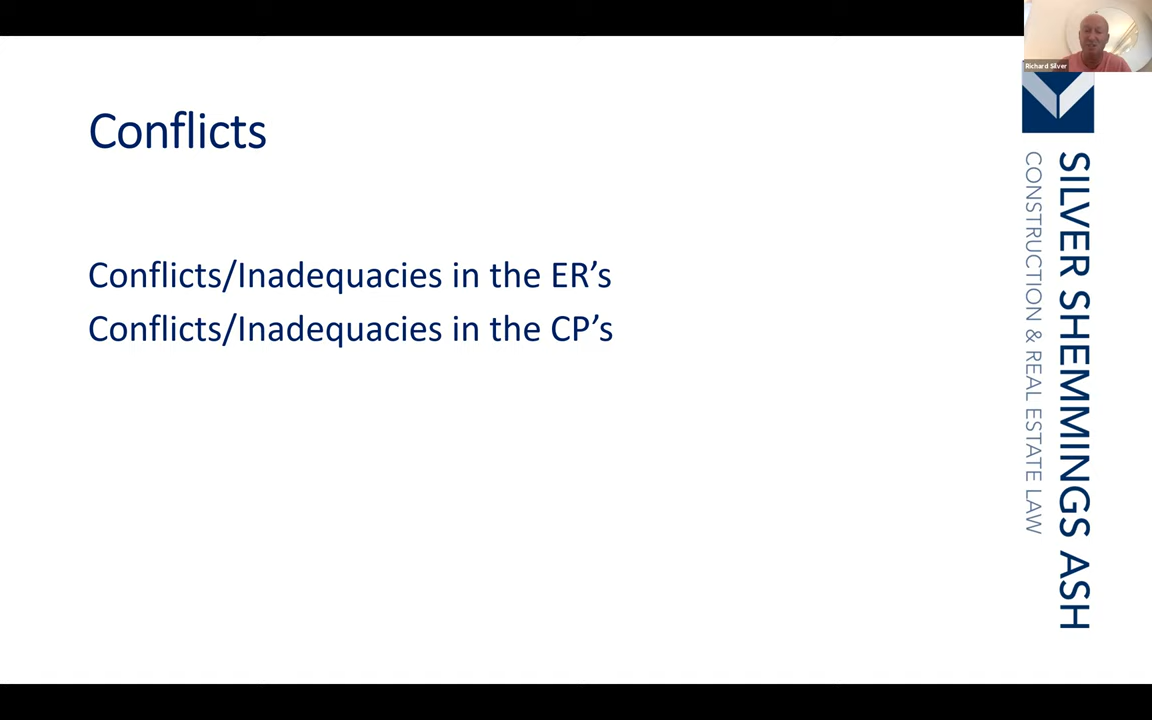 Richard Silver
Conflicts
Conflicts/Inadequacies in the ER’s
Conflicts/Inadequacies in the CP’s
SILVER SHEMMINGS ASH
CONSTRUCTION & REAL ESTATE LAW